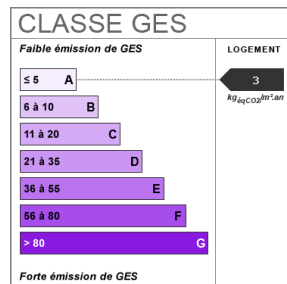 CLASSE GES
Faible émission de GES
LOGEMENT
≤ 5 A
3
6 à 10 B
kgéqCO2/m².an
11 à 20 C
21 à 35 D
36 à 55 E
56 à 80 F
> 80 G
Forte émission de GES